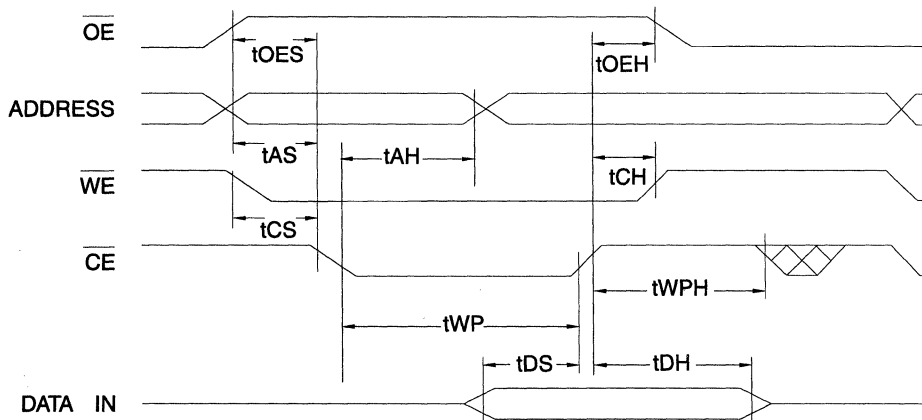 OE
tOES
tOEH
ADDRESS
tAS
tAH
WE
tCH
tCS
CE
tWPH
tWP
tDS
tDH
DATA IN